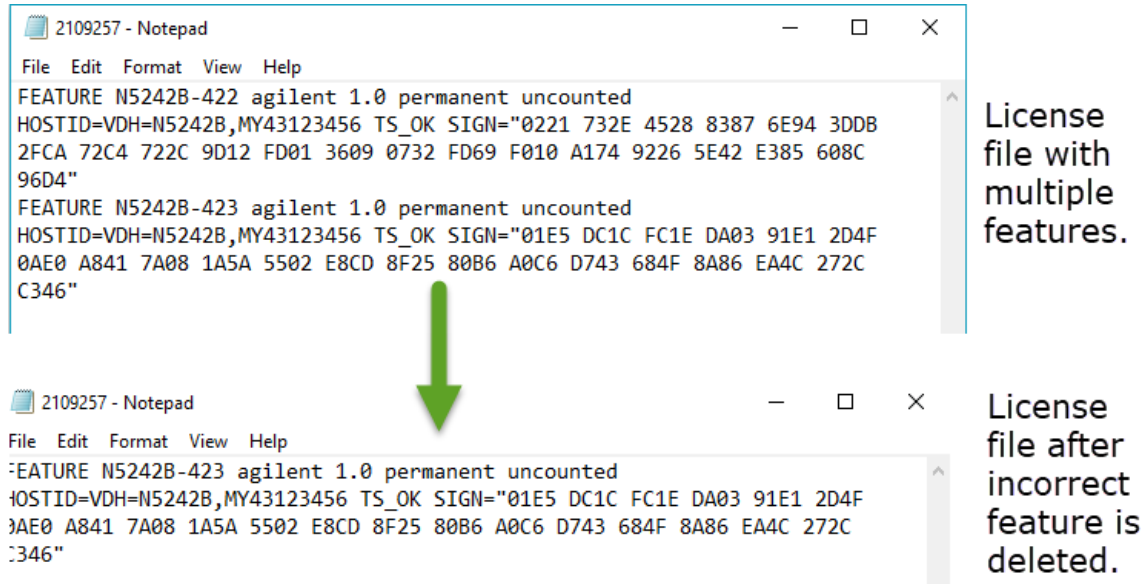 2109257 - Notepad
File Edit Format View Help
FEATURE N5242B-422 agilent 1.0 permanent uncounted
HOSTID=VDH=N5242B,MY43123456 TS_OK SIGN="0221 732E 4528 8387 6E94 3DDB
2FCA 72C4 722C 9D12 FD01 3609 0732 FD69 F010 A174 9226 5E42 E385 608C
96D4"
FEATURE N5242B-423 agilent 1.0 permanent uncounted
HOSTID=VDH=N5242B,MY43123456 TS_OK SIGN="01E5 DC1C FC1E DA03 91E1 2D4F
0AE0 A841 7A08 1A5A 5502 E8CD 8F25 80B6 A0C6 D743 684F 8A86 EA4C 272C
C346"
License
file with
multiple
features.
2109257 - Notepad
File Edit Format View Help
FEATURE N5242B-423 agilent 1.0 permanent uncounted
HOSTID=VDH=N5242B,MY43123456 TS_OK SIGN="01E5 DC1C FC1E DA03 91E1 2D4F
0AE0 A841 7A08 1A5A 5502 E8CD 8F25 80B6 A0C6 D743 684F 8A86 EA4C 272C
C346"
License
file after
incorrect
feature is
deleted.